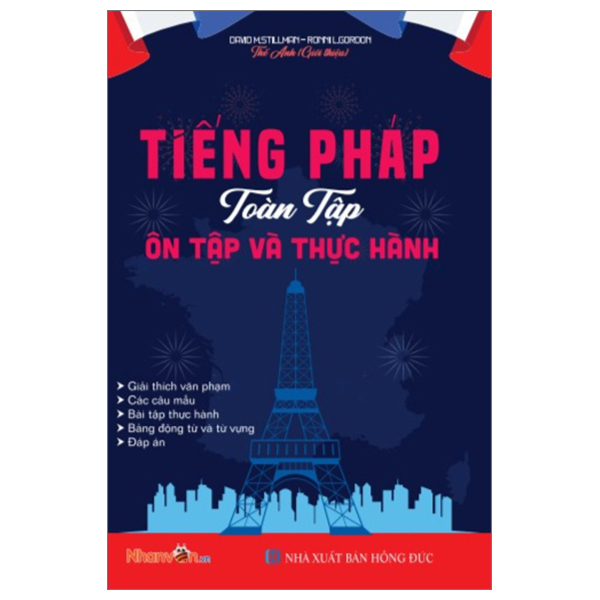 DAVID M.STILLMAN - RONNI L.GORDON
Thế Anh (Giới thiệu)
TIẾNG PHÁP
Toàn Tập
ÔN TẬP VÀ THỰC HÀNH
Giải thích văn phạm
Các câu mẫu
Bài tập thực hành
Bảng động từ và từ vựng
Đáp án
Nhanvan.vn
NHÀ XUẤT BẢN HỒNG ĐỨC